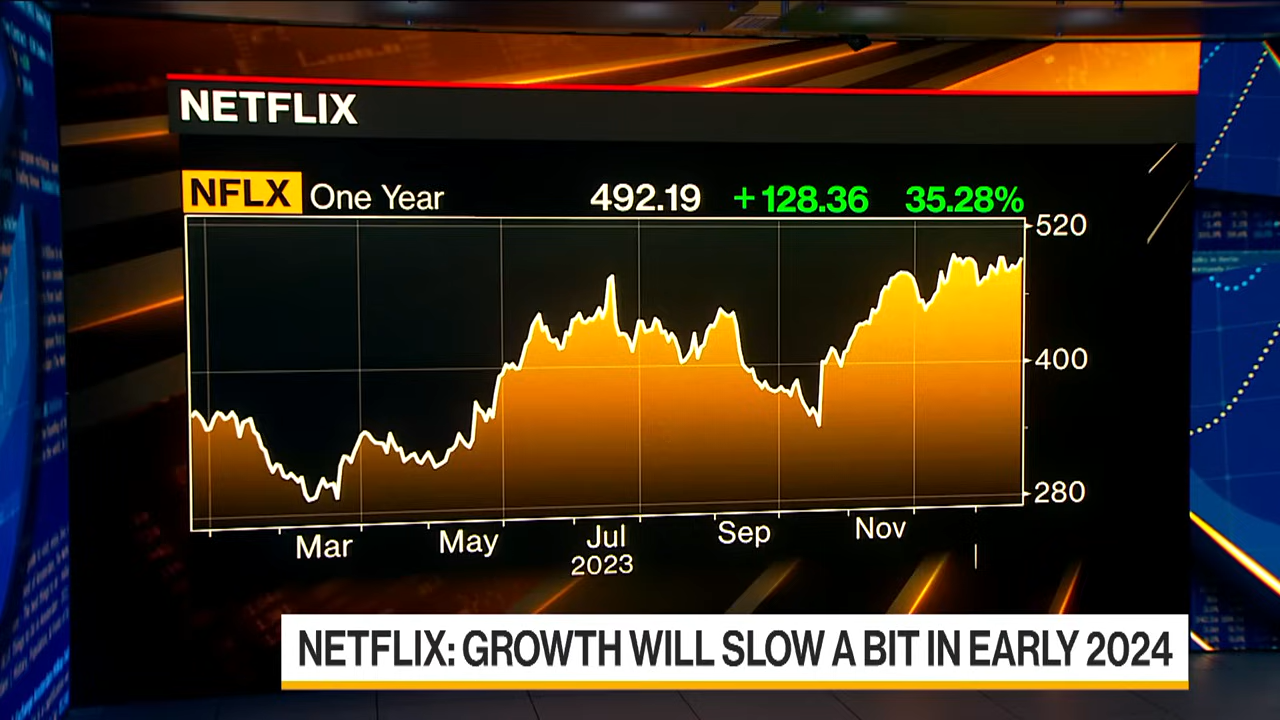 NETFLIX
NFLX One Year 492.19 +128.36 35.28%
520
400
280
Mar May Jul Sep Nov
2023
NETFLIX: GROWTH WILL SLOW A BIT IN EARLY 2024